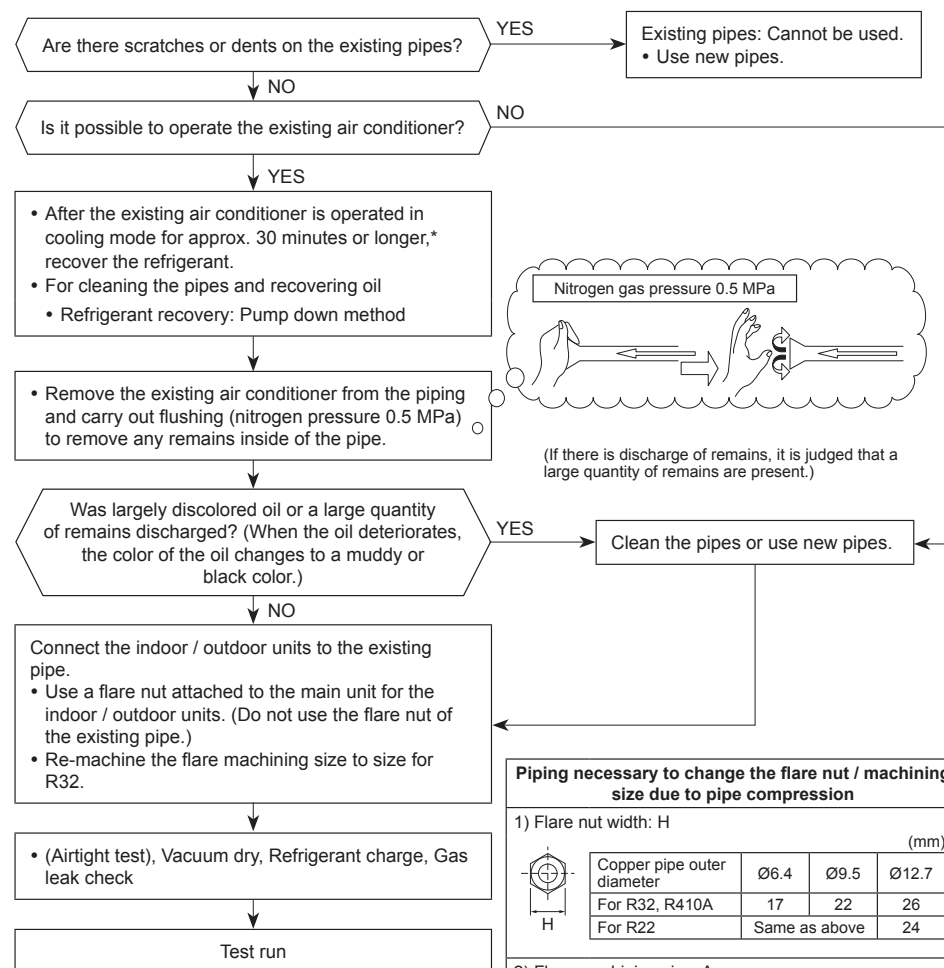 Are there scratches or dents on the existing pipes?
YES
Existing pipes: Cannot be used.
• Use new pipes.
NO
Is it possible to operate the existing air conditioner?
NO
YES
• After the existing air conditioner is operated in
cooling mode for approx. 30 minutes or longer,*
recover the refrigerant.
• For cleaning the pipes and recovering oil
• Refrigerant recovery: Pump down method
Nitrogen gas pressure 0.5 MPa
• Remove the existing air conditioner from the piping
and carry out flushing (nitrogen pressure 0.5 MPa)
to remove any remains inside of the pipe.
(If there is discharge of remains, it is judged that a
large quantity of remains are present.)
Was largely discolored oil or a large quantity
of remains discharged? (When the oil deteriorates,
the color of the oil changes to a muddy or
black color.)
YES
Clean the pipes or use new pipes.
NO
Connect the indoor / outdoor units to the existing
pipe.
• Use a flare nut attached to the main unit for the
indoor / outdoor units. (Do not use the flare nut of
the existing pipe.)
• Re-machine the flare machining size to size for
R32.
Piping necessary to change the flare nut / machining
size due to pipe compression
1) Flare nut width: H
(mm)
Copper pipe outer
diameter
Ø6.4 Ø9.5 Ø12.7
For R32, R410A 17 22 26
For R22 Same as above 24
H
• (Airtight test), Vacuum dry, Refrigerant charge, Gas
leak check
Test run